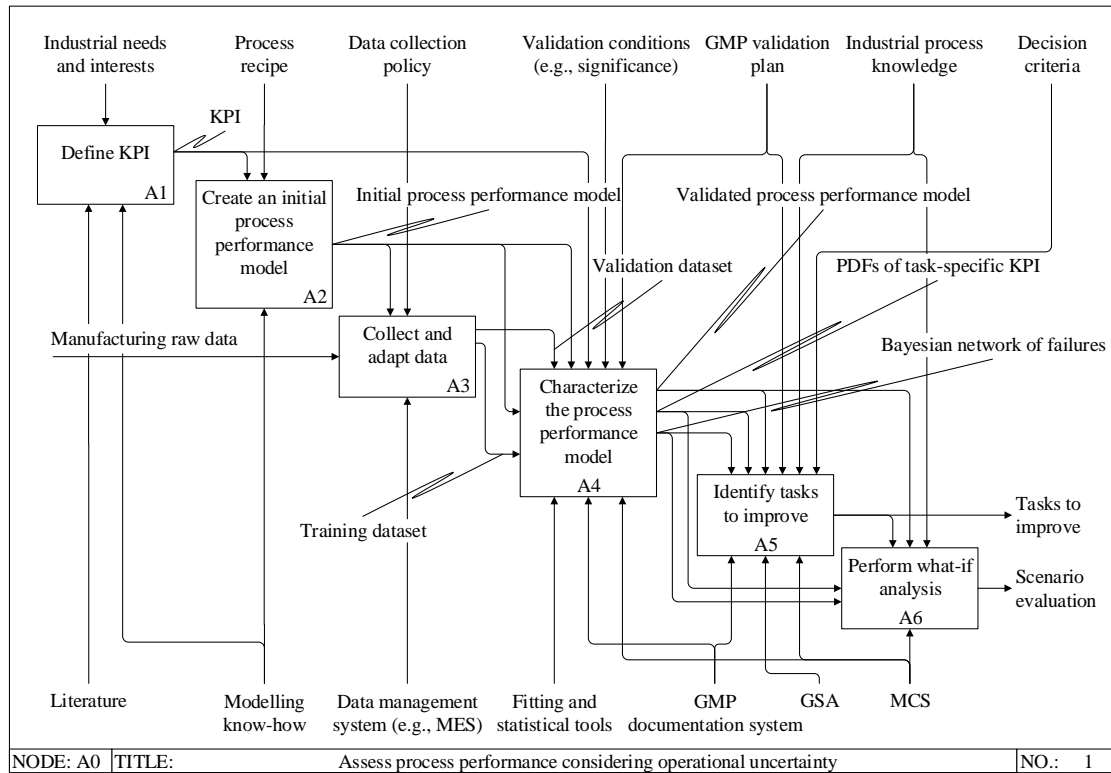 Industrial needs
and interests
Process
recipe
Data collection
policy
Validation conditions
(e.g., significance)
GMP validation
plan
Industrial process
knowledge
Decision
criteria
KPI
Define KPI
A1
Create an initial
process
performance
model
A2
Initial process performance model
Validated process performance model
Validation dataset
PDFs of task-specific KPI
Manufacturing raw data
Collect and
adapt data
A3
Bayesian network of failures
Characterize
the process
performance
model
A4
Training dataset
Identify tasks
to improve
A5
Tasks to
improve
Perform what-if
analysis
A6
Scenario
evaluation
Literature
Modelling
know-how
Data management
system (e.g., MES)
Fitting and
statistical tools
GMP
documentation system
GSA
MCS
NODE: A0
TITLE:
Assess process performance considering operational uncertainty
NO.: 1